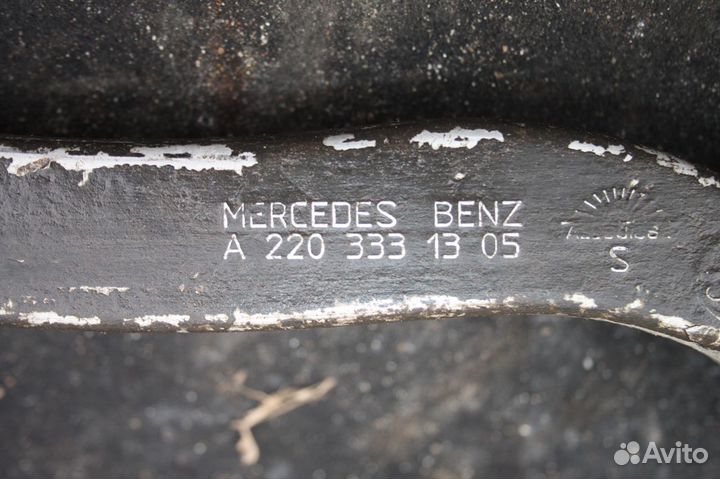 MERCEDES BENZ
A 220 333 13 05
S
Avito